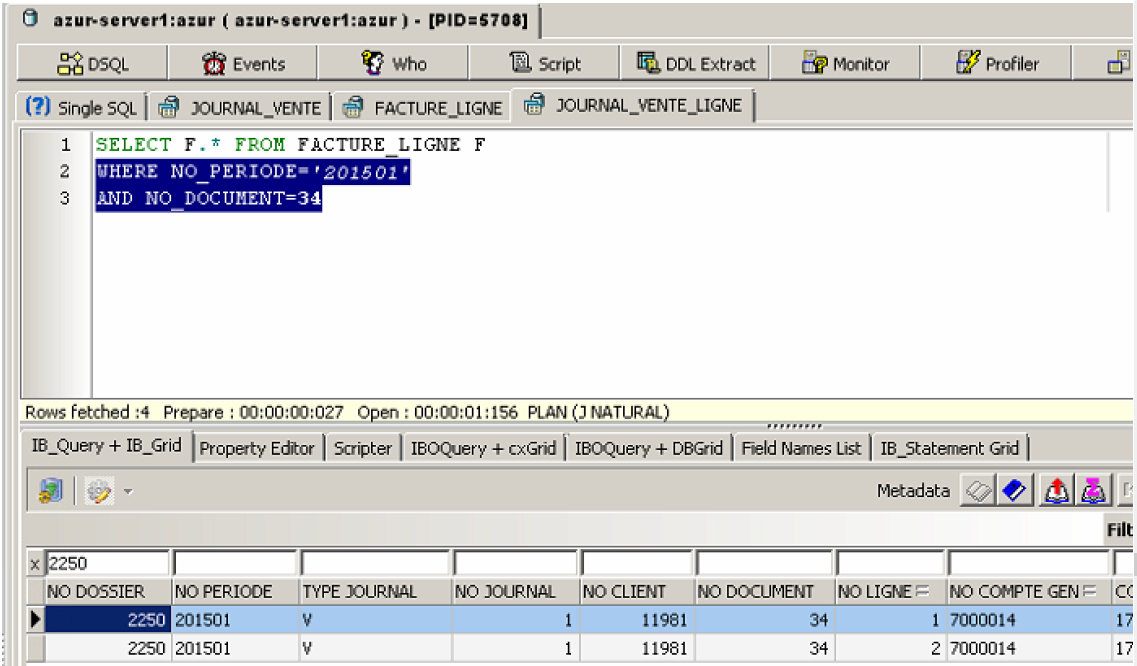 azur-server1:azur ( azur-server1:azur ) - [PID=5708]
DSQL Events Who Script DDL Extract Monitor Profiler
(?) Single SQL JOURNAL_VENTE FACTURE_LIGNE JOURNAL_VENTE_LIGNE
1 SELECT F.* FROM FACTURE_LIGNE F
2 WHERE NO_PERIODE='201501'
3 AND NO_DOCUMENT=34
Rows fetched :4 Prepare : 00:00:00:027 Open : 00:00:01:156 PLAN (J NATURAL)
IB_Query + IB_Grid Property Editor Scripter IBOQuery + cxGrid IBOQuery + DBGrid Field Names List IB_Statement Grid
Metadata
Filt
x 2250
NO DOSSIER NO PERIODE TYPE JOURNAL NO JOURNAL NO CLIENT NO DOCUMENT NO LIGNE NO COMPTE GEN CO
2250 201501 V 1 11981 34 1 7000014 17
2250 201501 V 1 11981 34 2 7000014 17